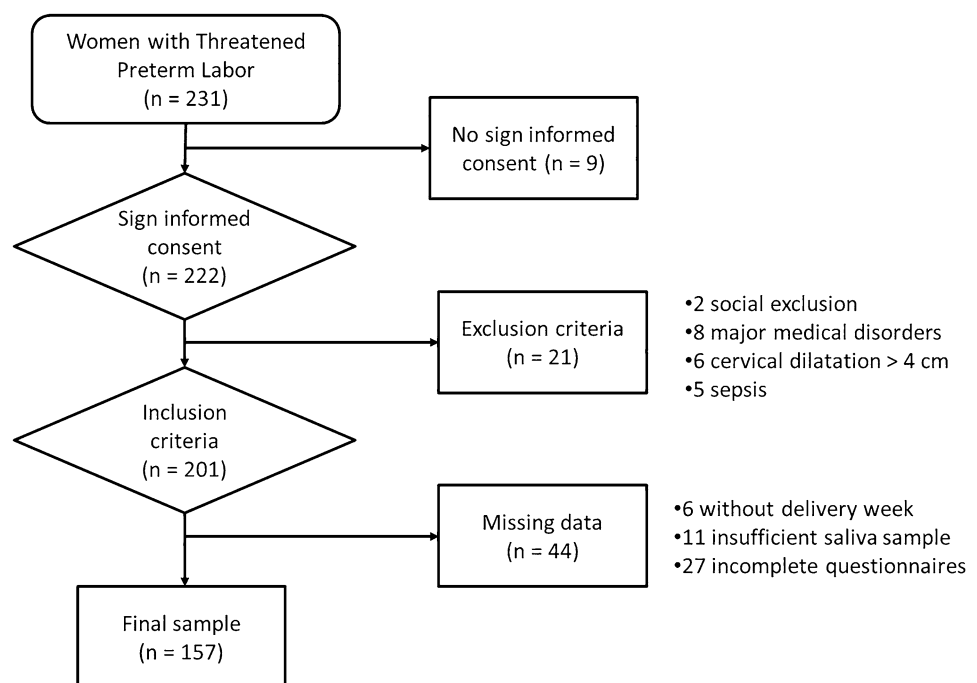 Women with Threatened
Preterm Labor
(n = 231)
No sign informed
consent (n = 9)
Sign informed
consent
(n = 222)
Exclusion criteria
(n = 21)
•2 social exclusion
•8 major medical disorders
•6 cervical dilatation > 4 cm
•5 sepsis
Inclusion
criteria
(n = 201)
Missing data
(n = 44)
•6 without delivery week
•11 insufficient saliva sample
•27 incomplete questionnaires
Final sample
(n = 157)